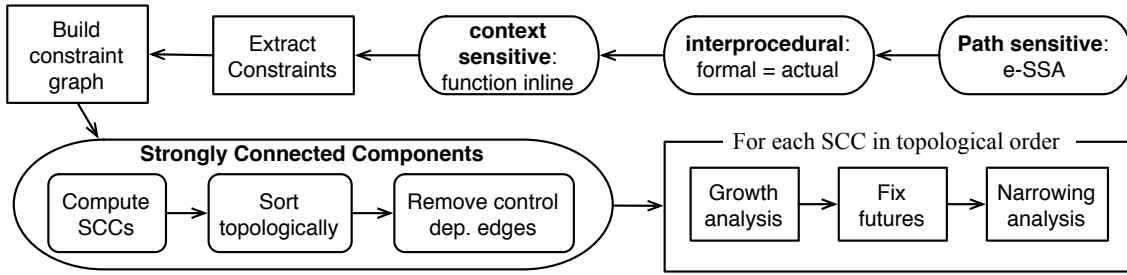 Build
constraint
graph
Extract
Constraints
context
sensitive:
function inline
interprocedural:
formal = actual
Path sensitive:
e-SSA
Strongly Connected Components
Compute
SCCs
Sort
topologically
Remove control
dep. edges
For each SCC in topological order
Growth
analysis
Fix
futures
Narrowing
analysis